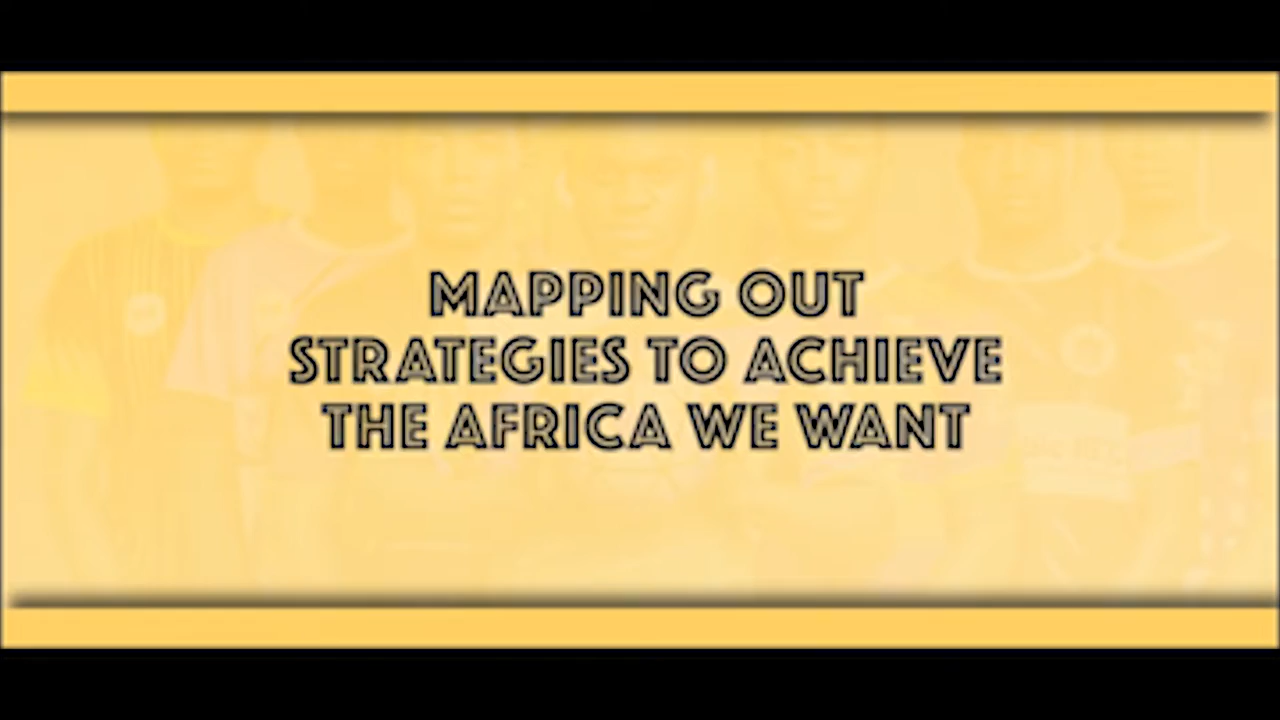 MAPPING OUT
STRATEGIES TO ACHIEVE
THE AFRICA WE WANT